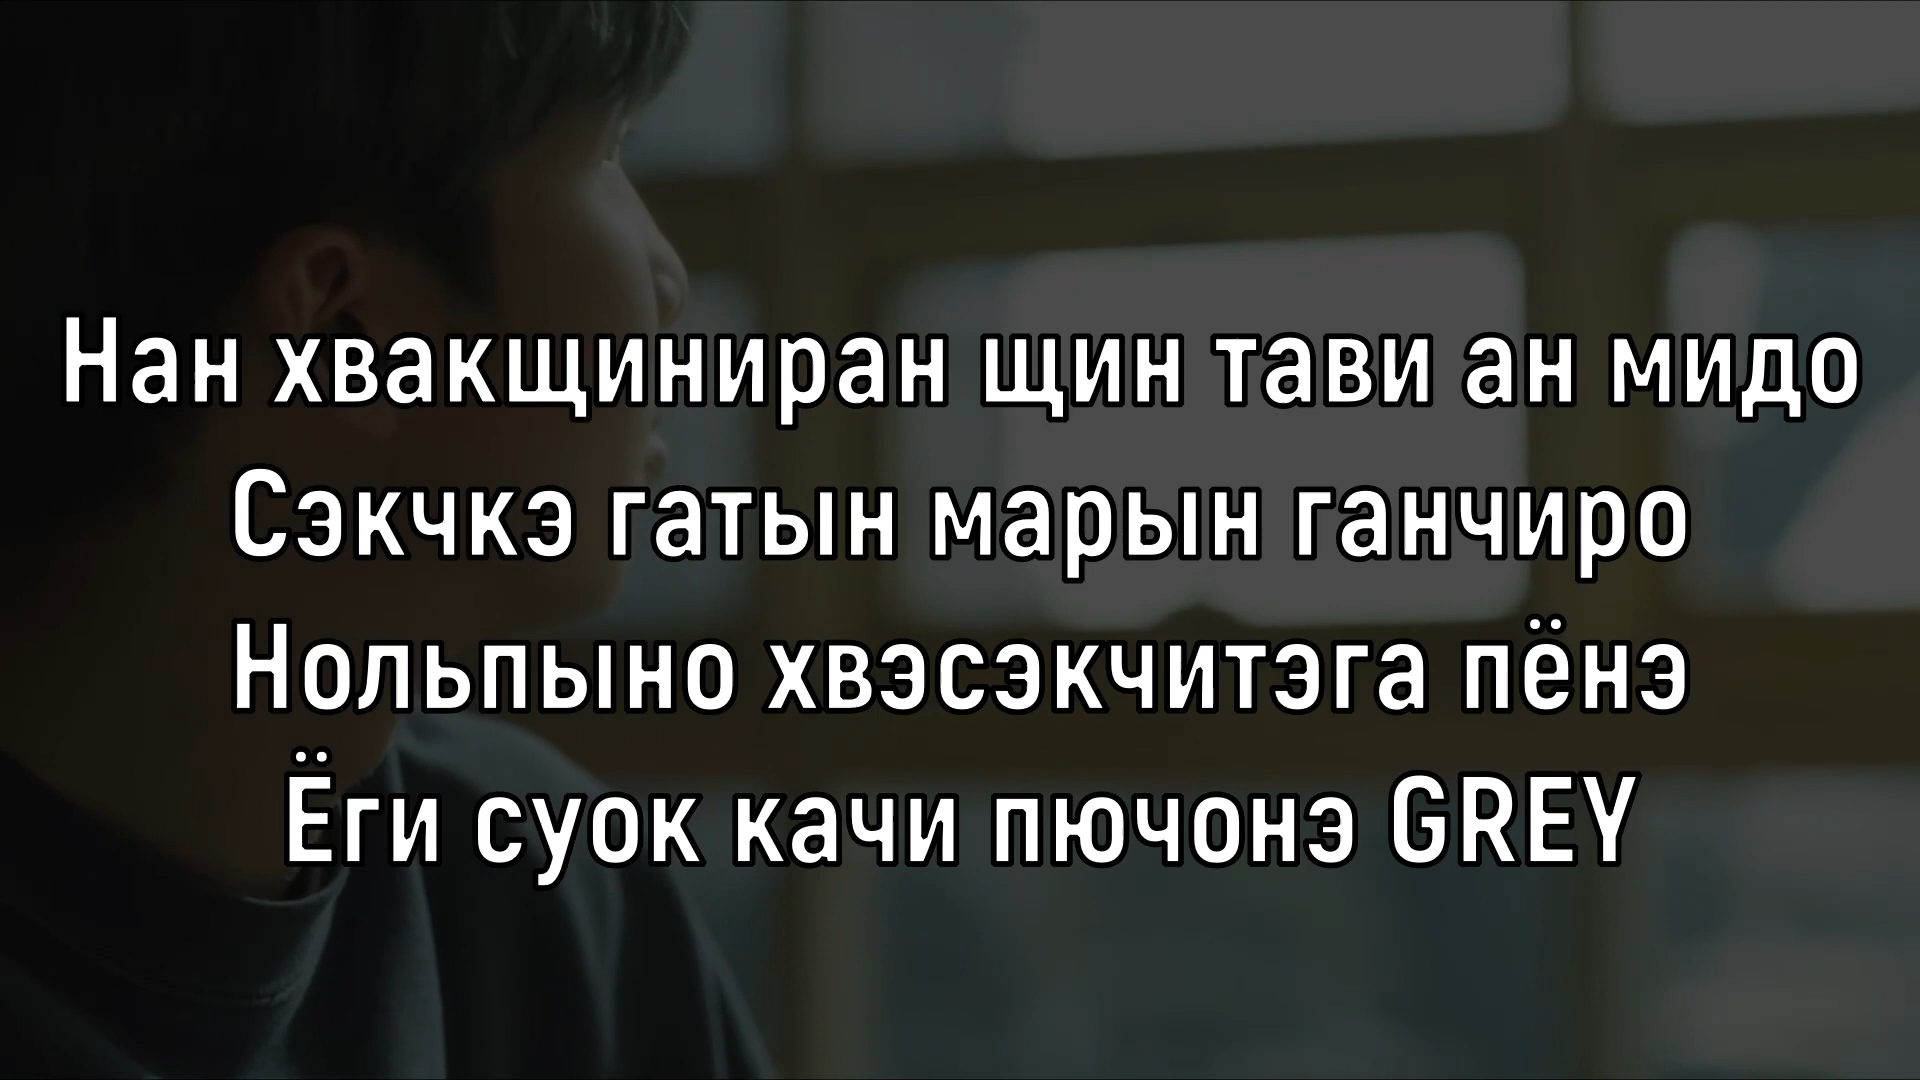 Нан хвакщиниран щин тави ан мидо
Сэкчкэ гатын марын ганчиро
Нольпыно хвэсэкчитэга пёнэ
Ёги суок качи пючонэ GREY